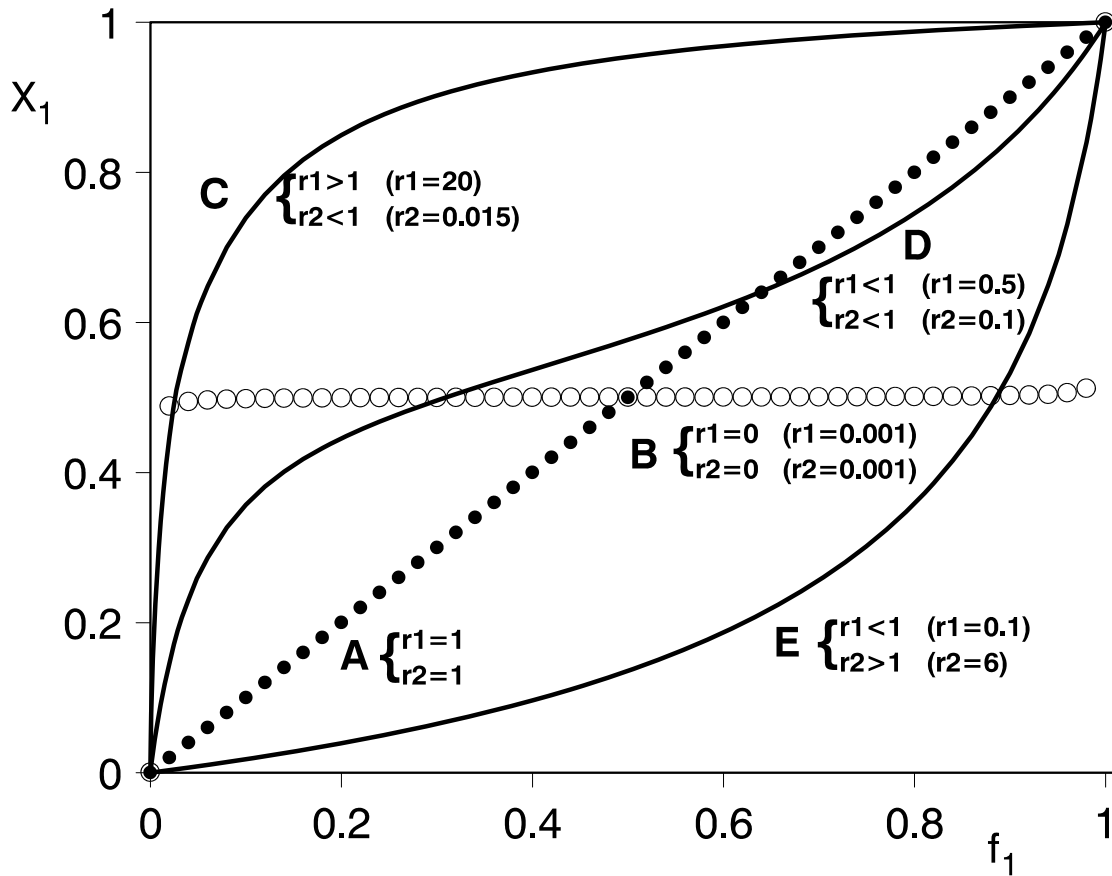 1
X1
0.8
C
{ r1>1 (r1=20)
r2<1 (r2=0.015)
D
{ r1<1 (r1=0.5)
r2<1 (r2=0.1)
0.6
B
{ r1=0 (r1=0.001)
r2=0 (r2=0.001)
0.4
0.2
A
{ r1=1
r2=1
E
{ r1<1 (r1=0.1)
r2>1 (r2=6)
0
0 0.2 0.4 0.6 0.8 1
f1